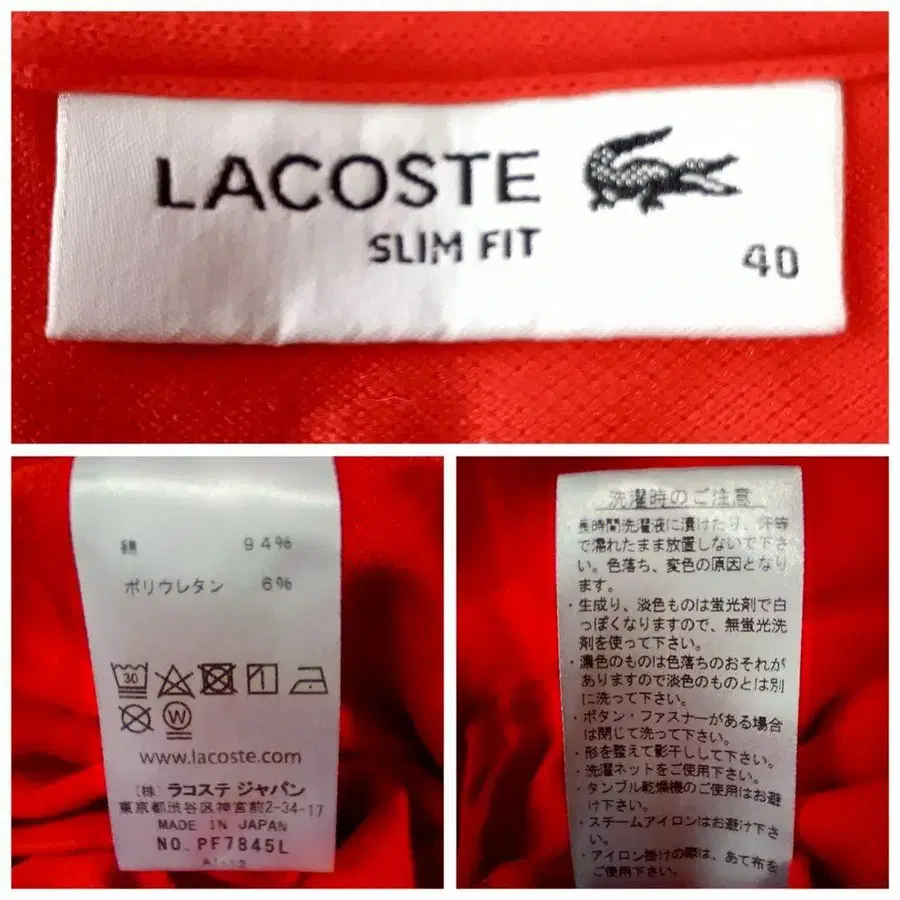 LACOSTE
SLIM FIT
40
綿 94%
ポリウレタン 6%
30
W
www.lacoste.com
(株) ラコステ ジャパン
東京都渋谷区神宮前2-34-17
MADE IN JAPAN
NO. PF7845L
洗濯時のご注意
長時間洗濯液に漬けたり、汗等
で濡れたまま放置しないで下さ
い。色落ち、変色の原因となり
ます。
・生成り、淡色ものは蛍光剤で白
っぽくなりますので、無蛍光洗
剤を使って下さい。
・濃色のものは色落ちのおそれが
ありますので淡色のものとは別
に洗って下さい。
・ボタン・ファスナーがある場合
は閉じて洗って下さい。
・形を整えて影干しして下さい。
・洗濯ネットをご使用下さい。
・タンブル乾燥機のご使用はお避
け下さい。
・スチームアイロンはお避け下さ
い。
・アイロン掛けの際は、あて布を
ご使用下さい。